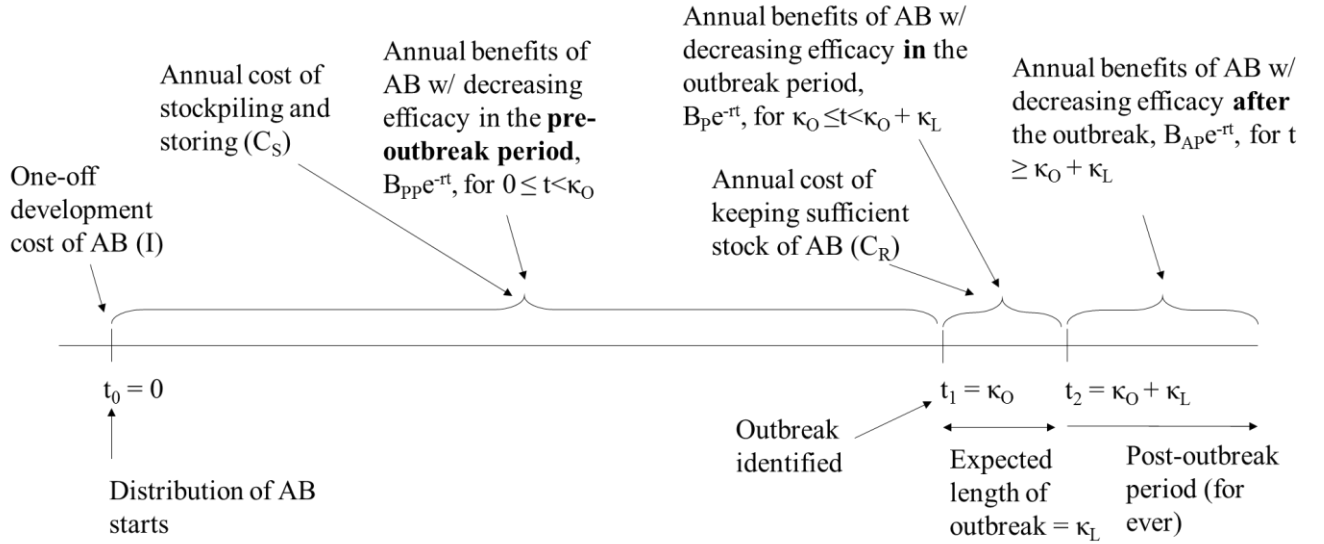 One-off
development
cost of AB (I)
Annual cost of
stockpiling and
storing (C_S)
Annual benefits of
AB w/ decreasing
efficacy in the pre-
outbreak period,
B_PPe^-rt, for 0 ≤ t<κ_O
Annual benefits of AB w/
decreasing efficacy in the
outbreak period,
B_Pe^-rt, for κ_O ≤t<κ_O + κ_L
Annual cost of
keeping sufficient
stock of AB (C_R)
Annual benefits of AB w/
decreasing efficacy after
the outbreak, B_APe^-rt, for t
≥ κ_O + κ_L
t_0 = 0
t_1 = κ_O
t_2 = κ_O + κ_L
Distribution of AB
starts
Outbreak
identified
Expected
length of
outbreak = κ_L
Post-outbreak
period (for
ever)